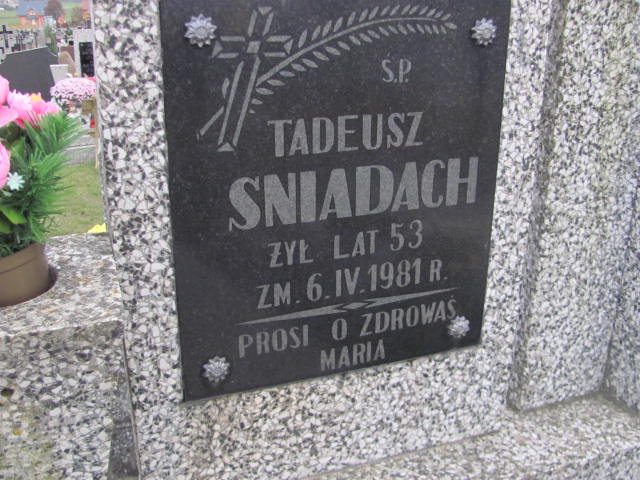 Ś.P.
TADEUSZ
SNIADACH
ŻYŁ LAT 53
ZM. 6. IV. 1981 R.
PROSI O ZDROWAŚ
MARIA